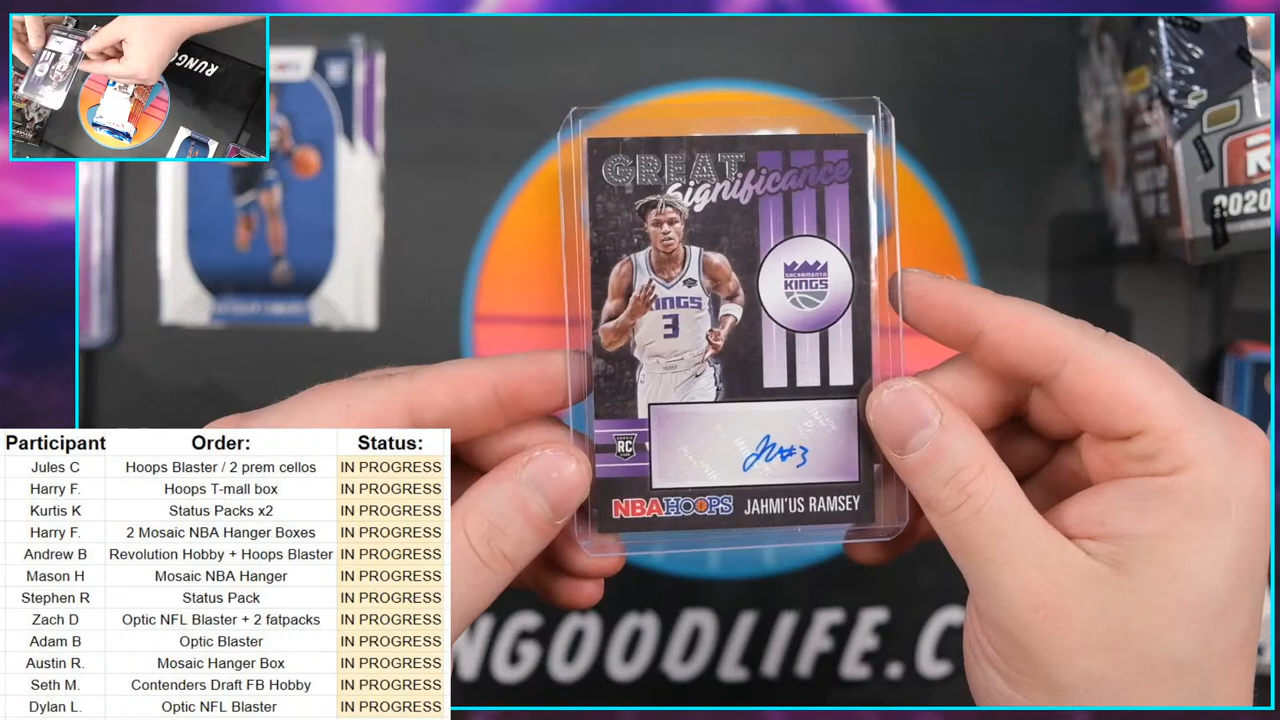 RUNGOOD
GREAT
Significance
SACRAMENTO
KINGS
KINGS
3
ROOKIE
RC
#3
NBA HOOPS
JAHMI'US RAMSEY
2020
NGOODLIFE.C
Participant Order: Status:
Jules C Hoops Blaster / 2 prem cellos IN PROGRESS
Harry F. Hoops T-mall box IN PROGRESS
Kurtis K Status Packs x2 IN PROGRESS
Harry F. 2 Mosaic NBA Hanger Boxes IN PROGRESS
Andrew B Revolution Hobby + Hoops Blaster IN PROGRESS
Mason H Mosaic NBA Hanger IN PROGRESS
Stephen R Status Pack IN PROGRESS
Zach D Optic NFL Blaster + 2 fatpacks IN PROGRESS
Adam B Optic Blaster IN PROGRESS
Austin R. Mosaic Hanger Box IN PROGRESS
Seth M. Contenders Draft FB Hobby IN PROGRESS
Dylan L. Optic NFL Blaster IN PROGRESS